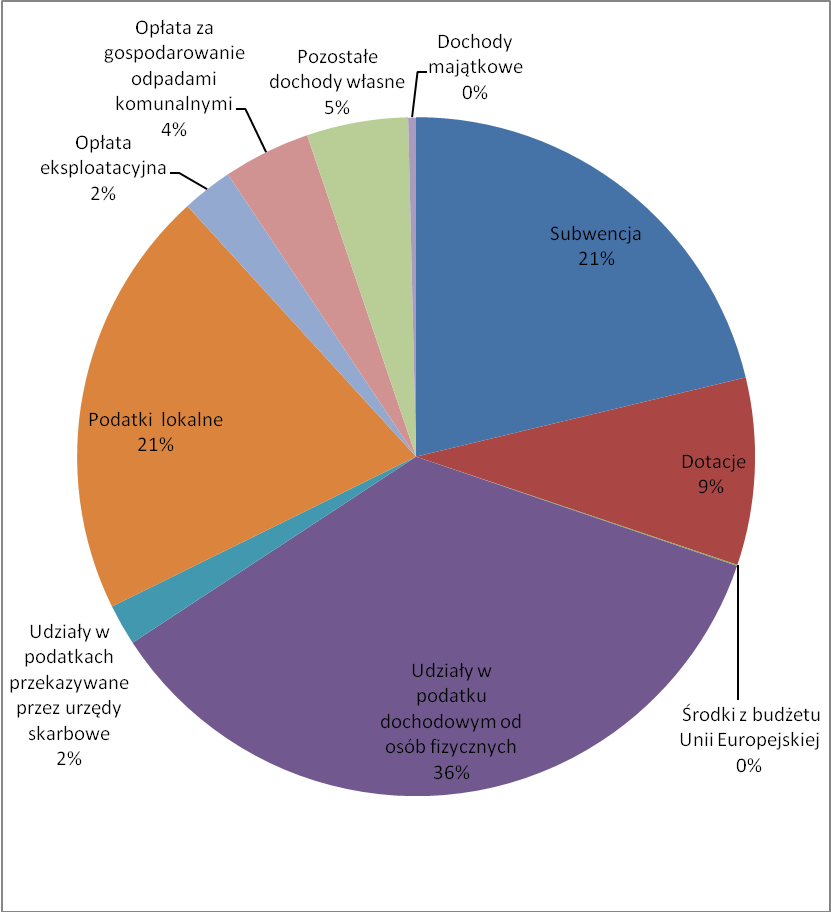 Opłata za
gospodarowanie
odpadami
komunalnymi
4%
Pozostałe
dochody własne
5%
Dochody
majątkowe
0%
Opłata
eksploatacyjna
2%
Subwencja
21%
Podatki lokalne
21%
Dotacje
9%
Udziały w
podatkach
przekazywane
przez urzędy
skarbowe
2%
Udziały w
podatku
dochodowym od
osób fizycznych
36%
Środki z budżetu
Unii Europejskiej
0%